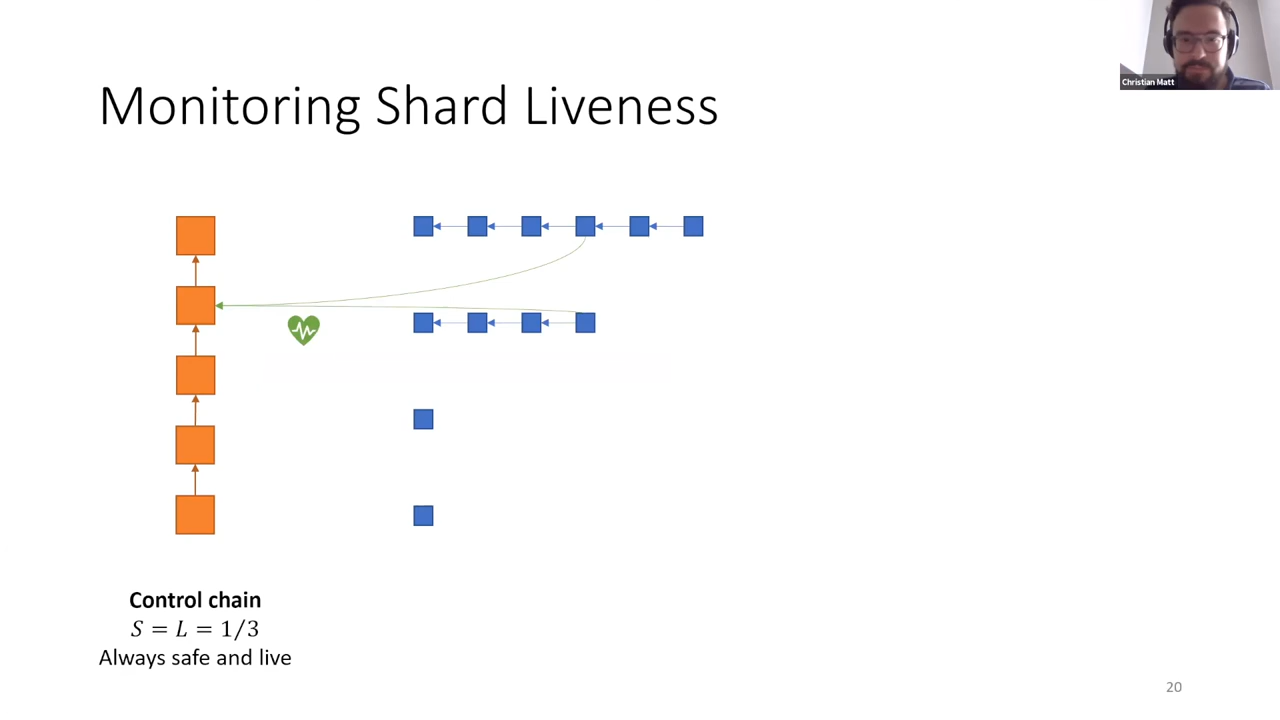 Christian Matt
Monitoring Shard Liveness
Control chain
S = L = 1/3
Always safe and live
20